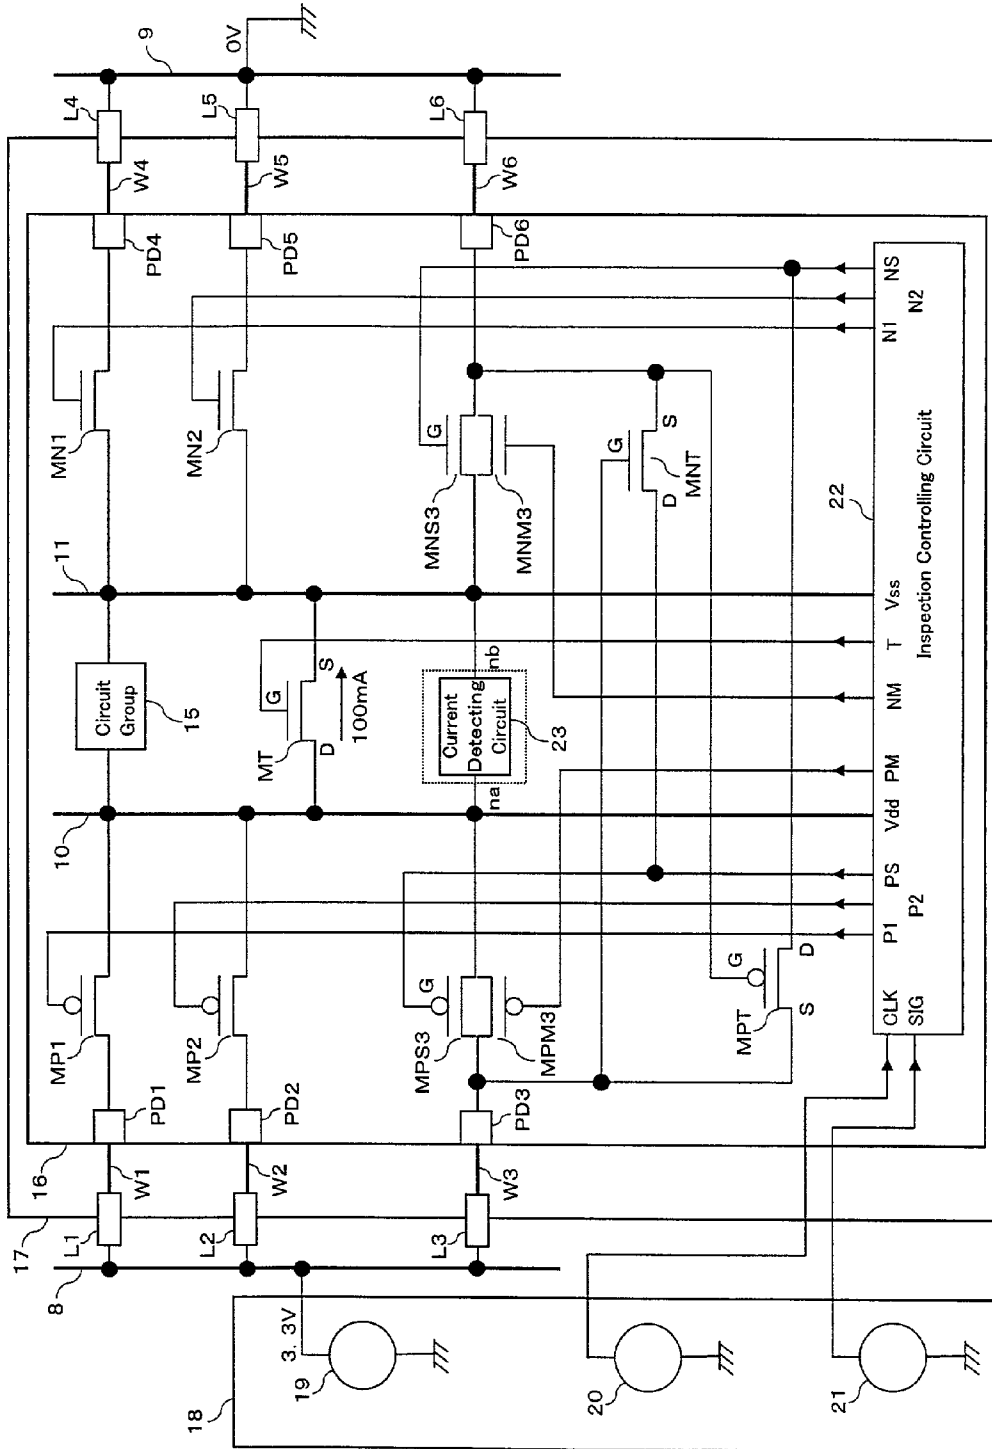 18
19
3. 3V
20
21
8
17
16
L1
W1
PD1
MP1
L2
W2
PD2
MP2
L3
W3
PD3
MPS3
G
MPM3
MPT
G
S
D
10
11
Circuit
Group
15
MT
G
D
S
100mA
Current
Detecting
Circuit
na
nb
23
MN1
MN2
MNS3
G
MNM3
MNT
G
D
S
PD4
W4
L4
PD5
W5
L5
PD6
W6
L6
9
0V
CLK
SIG
P1
P2
PS
Vdd
PM
NM
T
Vss
N1
N2
NS
22
Inspection Controlling Circuit